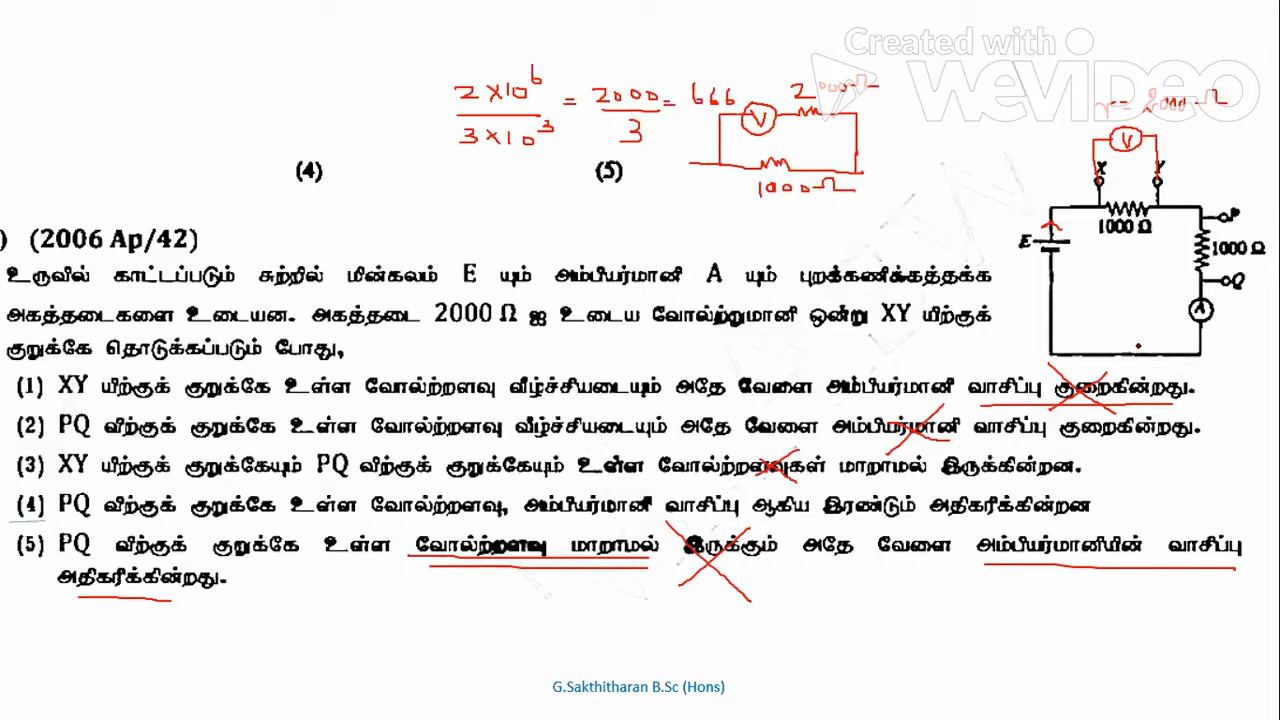 Created with
WEVIDEO
2×10⁶ / 3×10³ = 2000 / 3 = 666
V
1000 Ω
V
X Y
(4) (5)
1000 Ω
P
E
1000 Ω
Q
A
) (2006 Ap/42)
உருவில் காட்டப்படும் சுற்றில் மின்கலம் E யும் அம்பியர்மானி A யும் புறக்கணிக்கத்தக்க
அகத்தடைகளை உடையன. அகத்தடை 2000 Ω ஐ உடைய வோல்ற்றுமானி ஒன்று XY யிற்குக்
குறுக்கே தொடுக்கப்படும் போது,
(1) XY யிற்குக் குறுக்கே உள்ள வோல்ற்றளவு வீழ்ச்சியடையும் அதே வேளை அம்பியர்மானி வாசிப்பு குறைகின்றது.
(2) PQ விற்குக் குறுக்கே உள்ள வோல்ற்றளவு வீழ்ச்சியடையும் அதே வேளை அம்பியர்மானி வாசிப்பு குறைகின்றது.
(3) XY யிற்குக் குறுக்கேயும் PQ விற்குக் குறுக்கேயும் உள்ள வோல்ற்றளவுகள் மாறாமல் இருக்கின்றன.
(4) PQ விற்குக் குறுக்கே உள்ள வோல்ற்றளவு, அம்பியர்மானி வாசிப்பு ஆகிய இரண்டும் அதிகரிக்கின்றன
(5) PQ விற்குக் குறுக்கே உள்ள வோல்ற்றளவு மாறாமல் இருக்கும் அதே வேளை அம்பியர்மானியின் வாசிப்பு
அதிகரிக்கின்றது.
G.Sakthitharan B.Sc (Hons)